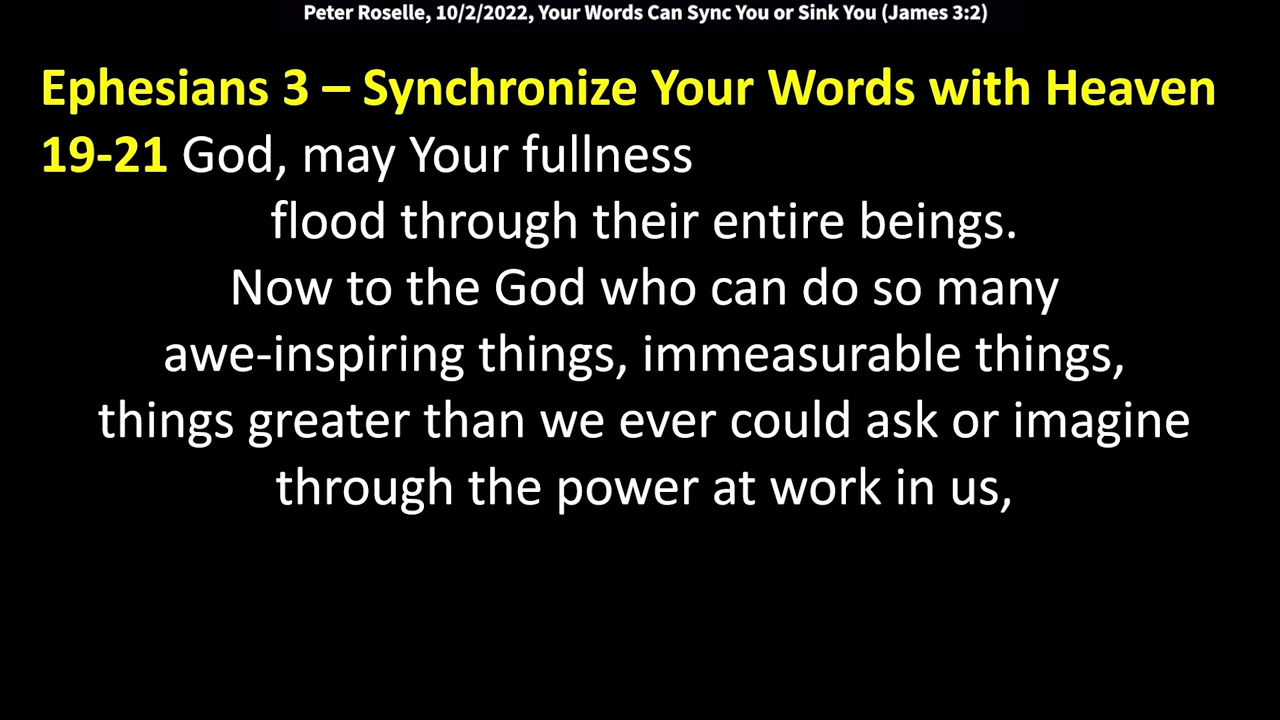 Peter Roselle, 10/2/2022, Your Words Can Sync You or Sink You (James 3:2)
Ephesians 3 – Synchronize Your Words with Heaven
19-21 God, may Your fullness
flood through their entire beings.
Now to the God who can do so many
awe-inspiring things, immeasurable things,
things greater than we ever could ask or imagine
through the power at work in us,